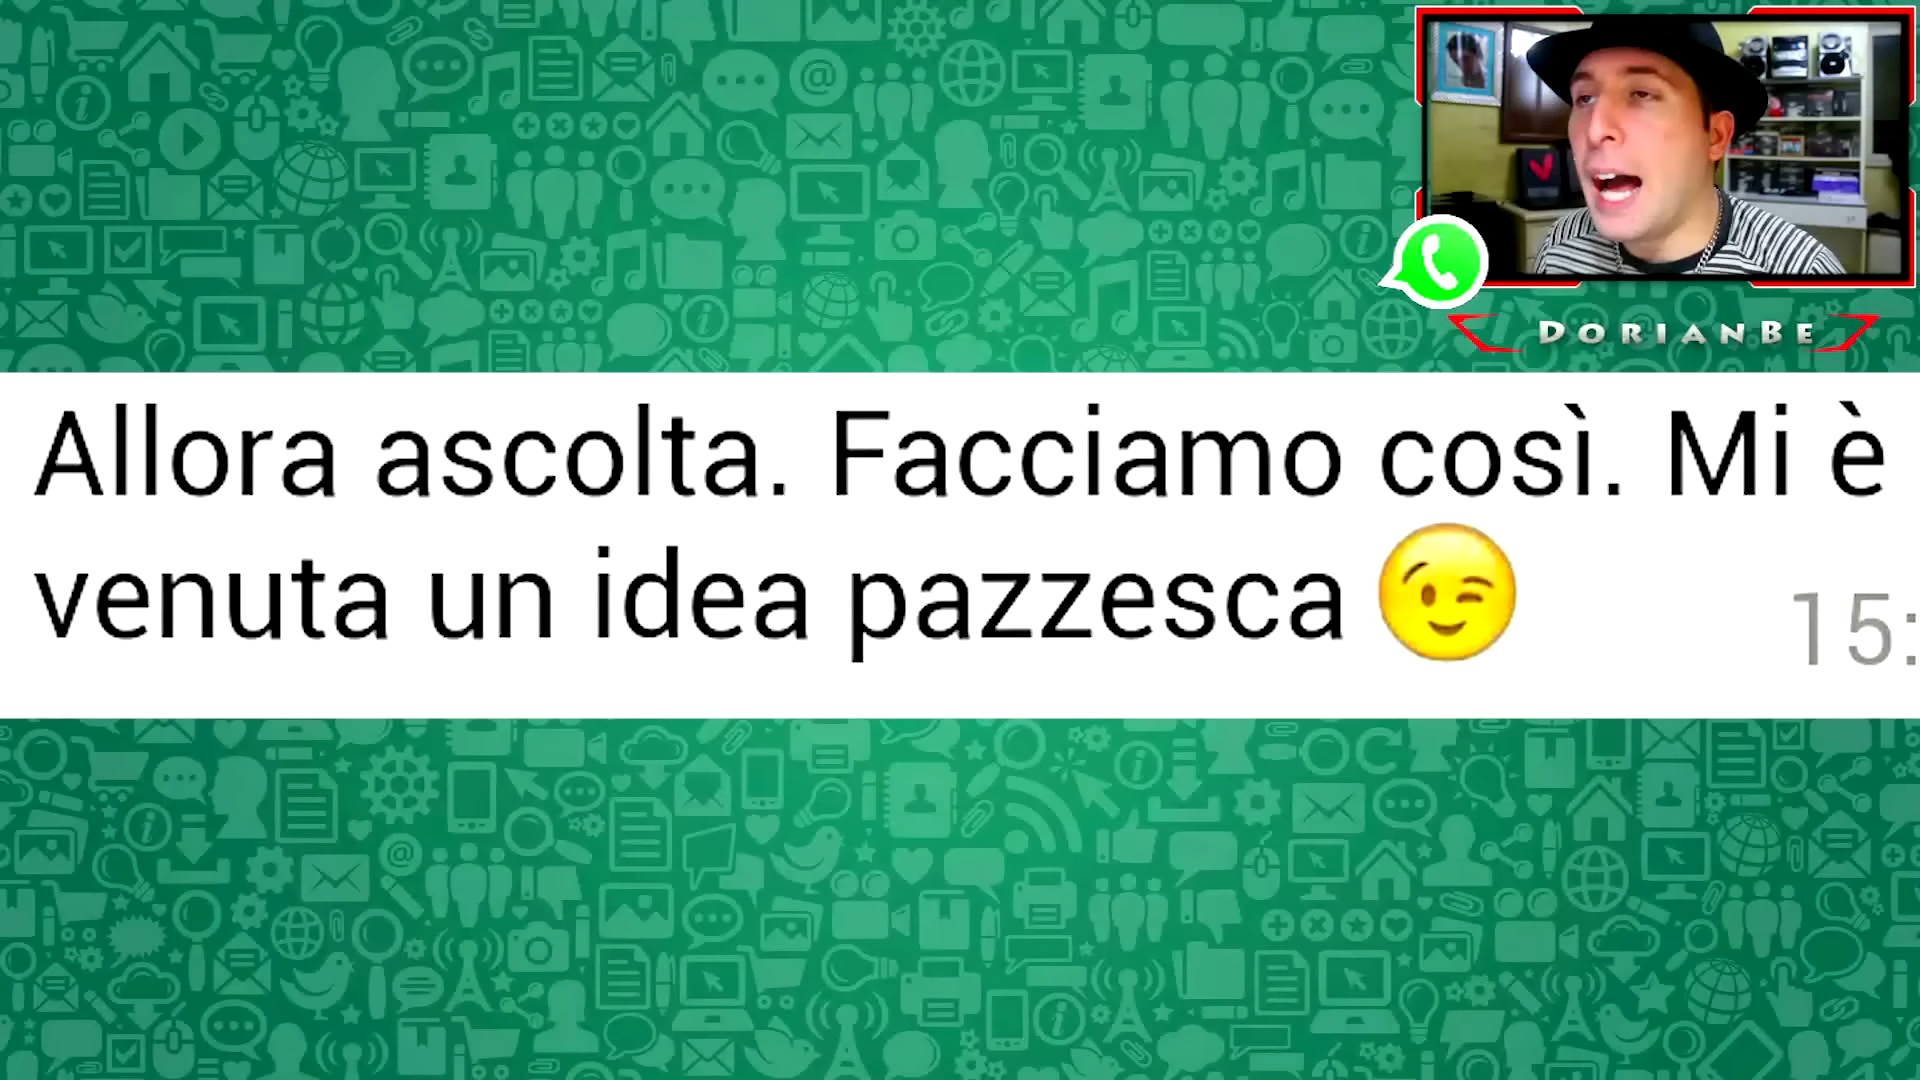 DorianBe
Allora ascolta. Facciamo così. Mi è
venuta un idea pazzesca 😉
15: